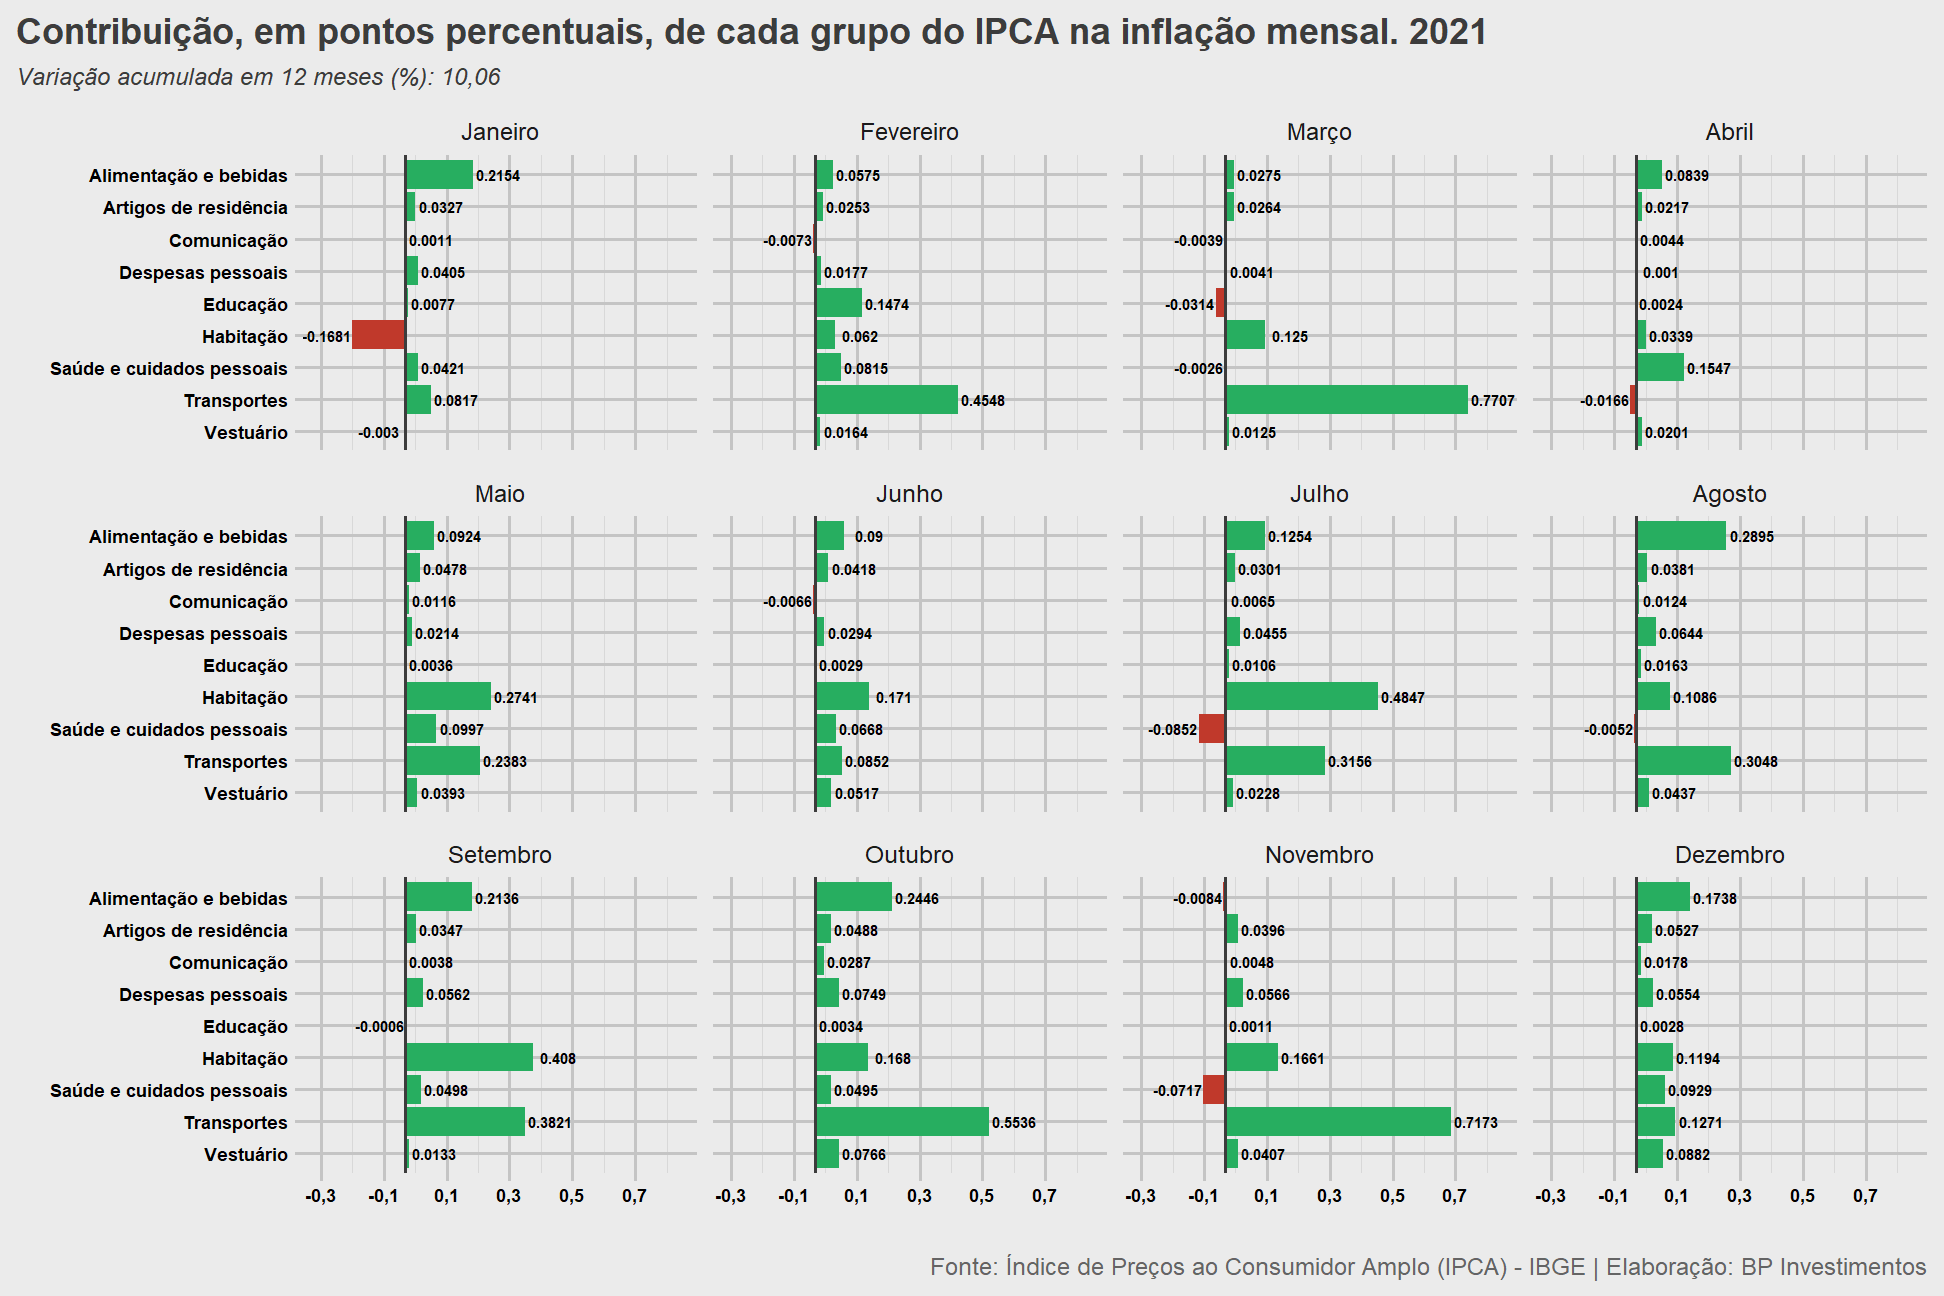 Contribuição, em pontos percentuais, de cada grupo do IPCA na inflação mensal. 2021
Variação acumulada em 12 meses (%): 10,06
Janeiro Fevereiro Março Abril
Alimentação e bebidas 0.2154 0.0575 0.0275 0.0839
Artigos de residência 0.0327 0.0253 0.0264 0.0217
Comunicação 0.0011 -0.0073 -0.0039 0.0044
Despesas pessoais 0.0405 0.0177 0.0041 0.001
Educação 0.0077 0.1474 -0.0314 0.0024
Habitação -0.1681 0.062 0.125 0.0339
Saúde e cuidados pessoais 0.0421 0.0815 -0.0026 0.1547
Transportes 0.0817 0.4548 0.7707 -0.0166
Vestuário -0.003 0.0164 0.0125 0.0201
Maio Junho Julho Agosto
Alimentação e bebidas 0.0924 0.09 0.1254 0.2895
Artigos de residência 0.0478 0.0418 0.0301 0.0381
Comunicação 0.0116 -0.0066 0.0065 0.0124
Despesas pessoais 0.0214 0.0294 0.0455 0.0644
Educação 0.0036 0.0029 0.0106 0.0163
Habitação 0.2741 0.171 0.4847 0.1086
Saúde e cuidados pessoais 0.0997 0.0668 -0.0852 -0.0052
Transportes 0.2383 0.0852 0.3156 0.3048
Vestuário 0.0393 0.0517 0.0228 0.0437
Setembro Outubro Novembro Dezembro
Alimentação e bebidas 0.2136 0.2446 -0.0084 0.1738
Artigos de residência 0.0347 0.0488 0.0396 0.0527
Comunicação 0.0038 0.0287 0.0048 0.0178
Despesas pessoais 0.0562 0.0749 0.0566 0.0554
Educação -0.0006 0.0034 0.0011 0.0028
Habitação 0.408 0.168 0.1661 0.1194
Saúde e cuidados pessoais 0.0498 0.0495 -0.0717 0.0929
Transportes 0.3821 0.5536 0.7173 0.1271
Vestuário 0.0133 0.0766 0.0407 0.0882
-0,3 -0,1 0,1 0,3 0,5 0,7 -0,3 -0,1 0,1 0,3 0,5 0,7 -0,3 -0,1 0,1 0,3 0,5 0,7 -0,3 -0,1 0,1 0,3 0,5 0,7
Fonte: Índice de Preços ao Consumidor Amplo (IPCA) - IBGE | Elaboração: BP Investimentos